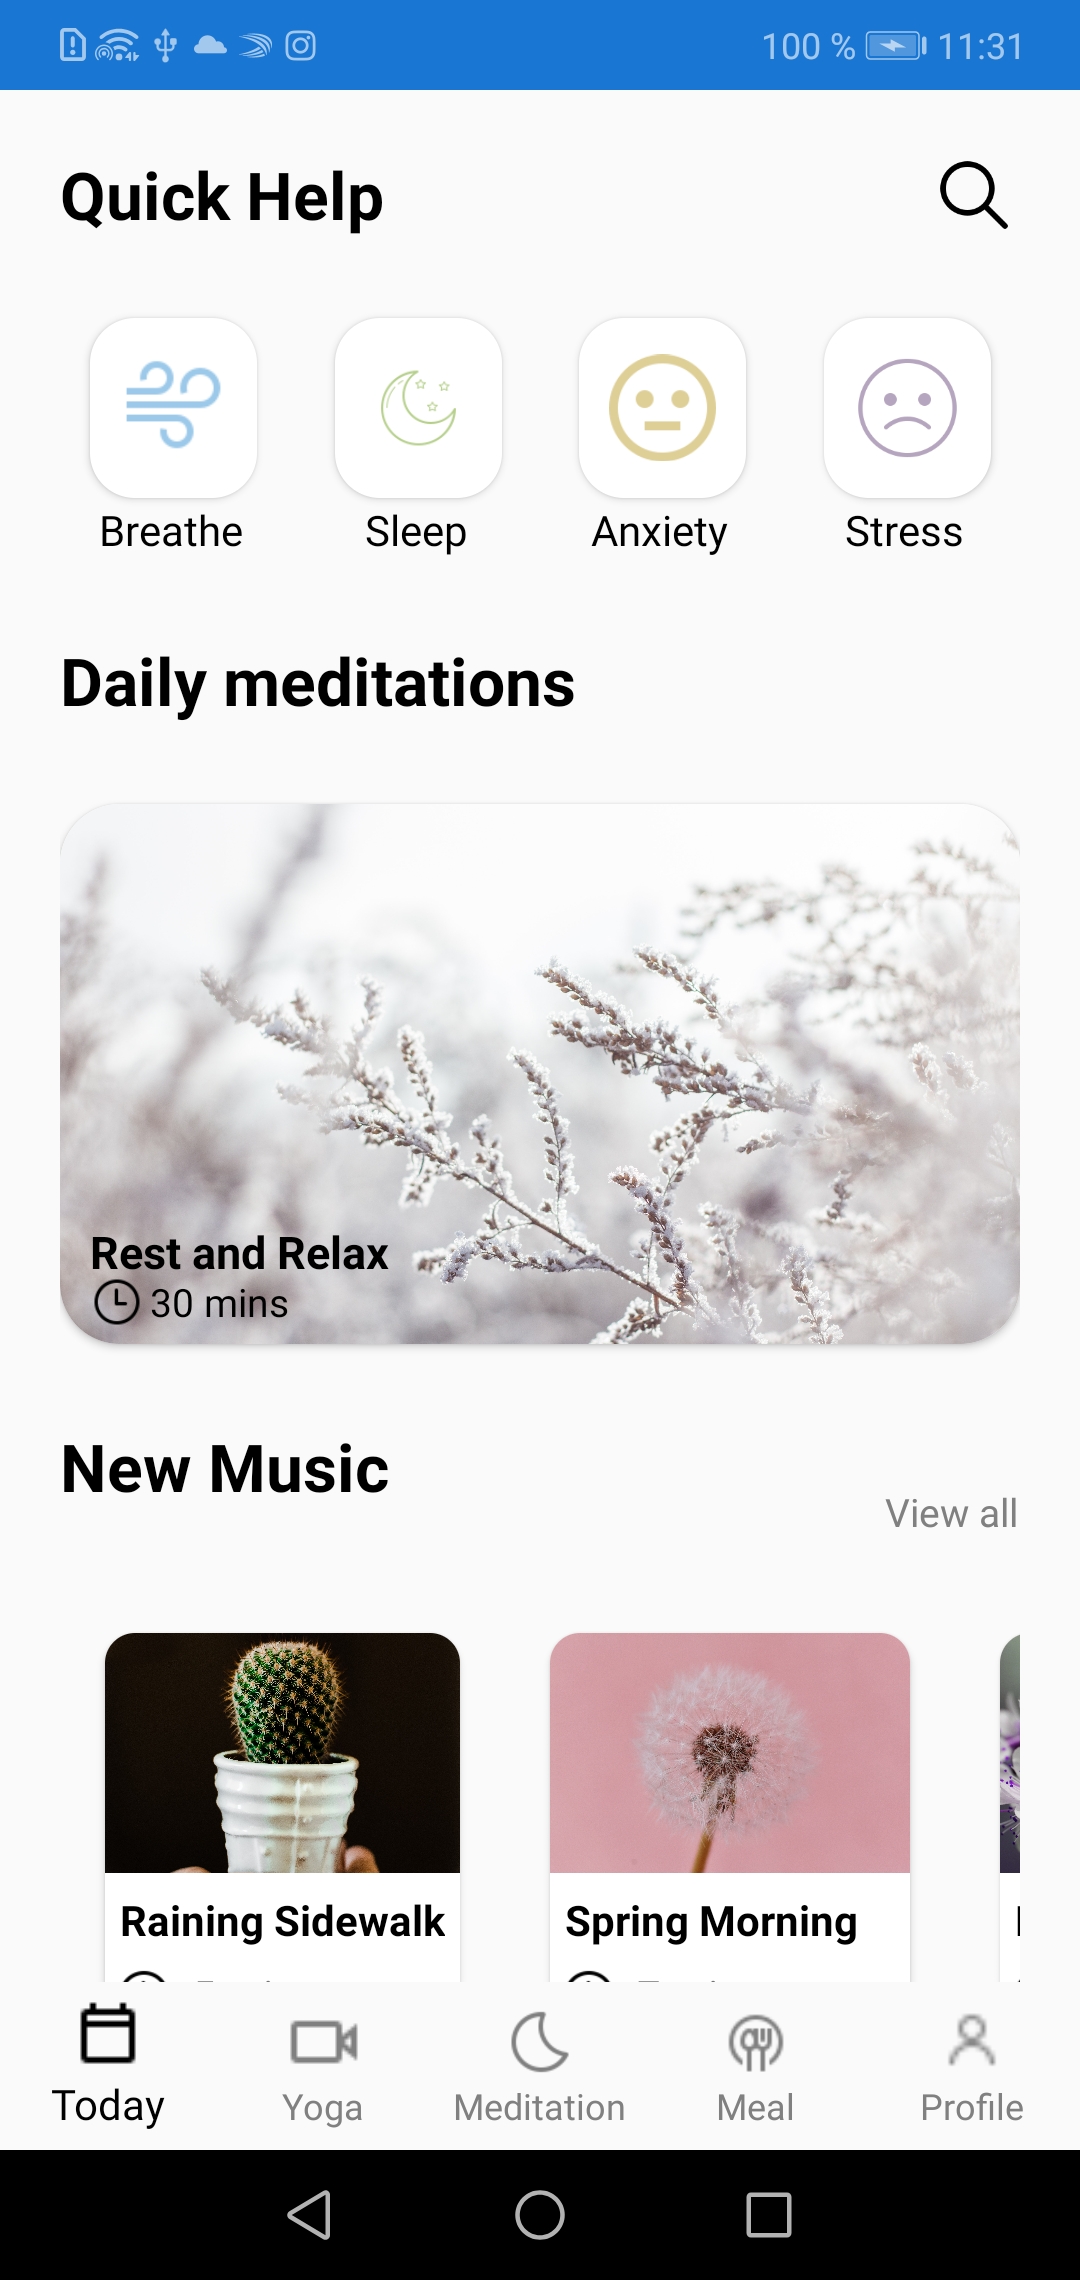 100 % 11:31
Quick Help
Breathe Sleep Anxiety Stress
Daily meditations
Rest and Relax
30 mins
New Music
View all
Raining Sidewalk Spring Morning
Today Yoga Meditation Meal Profile